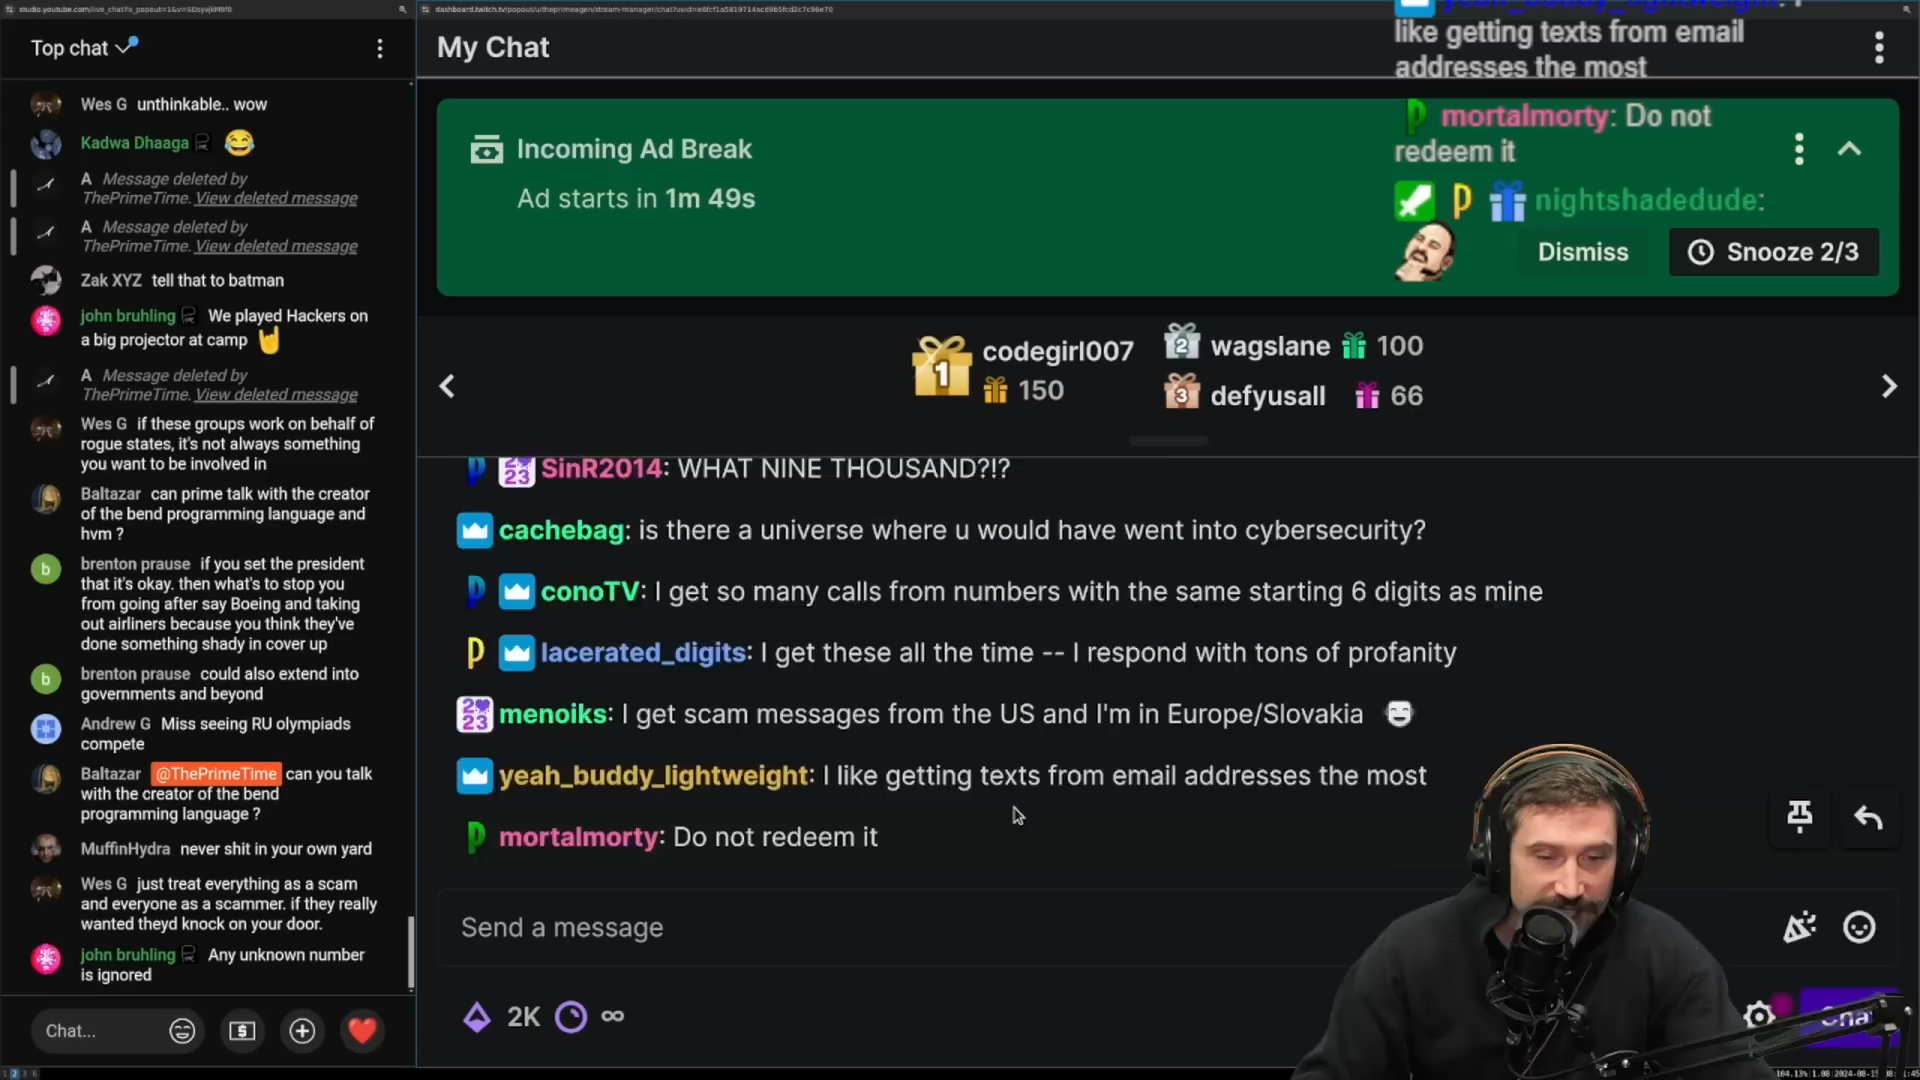 studio.youtube.com/live_chat?is_popout=1&v=
Top chat
Wes G unthinkable.. wow
Kadwa Dhaaga
A Message deleted by
ThePrimeTime. View deleted message
A Message deleted by
ThePrimeTime. View deleted message
Zak XYZ tell that to batman
john bruhling We played Hackers on
a big projector at camp
A Message deleted by
ThePrimeTime. View deleted message
Wes G if these groups work on behalf of
rogue states, it's not always something
you want to be involved in
Baltazar can prime talk with the creator
of the bend programming language and
hvm ?
b brenton prause if you set the president
that it's okay. then what's to stop you
from going after say Boeing and taking
out airliners because you think they've
done something shady in cover up
b brenton prause could also extend into
governments and beyond
Andrew G Miss seeing RU olympiads
compete
Baltazar @ThePrimeTime can you talk
with the creator of the bend
programming language ?
MuffinHydra never shit in your own yard
Wes G just treat everything as a scam
and everyone as a scammer. if they really
wanted theyd knock on your door.
john bruhling Any unknown number
is ignored
Chat...
My Chat
Incoming Ad Break
Ad starts in 1m 49s
Dismiss
Snooze 2/3
yeah_buddy_lightweight: I
like getting texts from email
addresses the most
mortalmorty: Do not
redeem it
nightshadedude:
1 codegirl007
150
2 wagslane 100
3 defyusall 66
SinR2014: WHAT NINE THOUSAND?!?
cachebag: is there a universe where u would have went into cybersecurity?
conoTV: I get so many calls from numbers with the same starting 6 digits as mine
lacerated_digits: I get these all the time -- I respond with tons of profanity
menoiks: I get scam messages from the US and I'm in Europe/Slovakia
yeah_buddy_lightweight: I like getting texts from email addresses the most
mortalmorty: Do not redeem it
Send a message
2K ∞